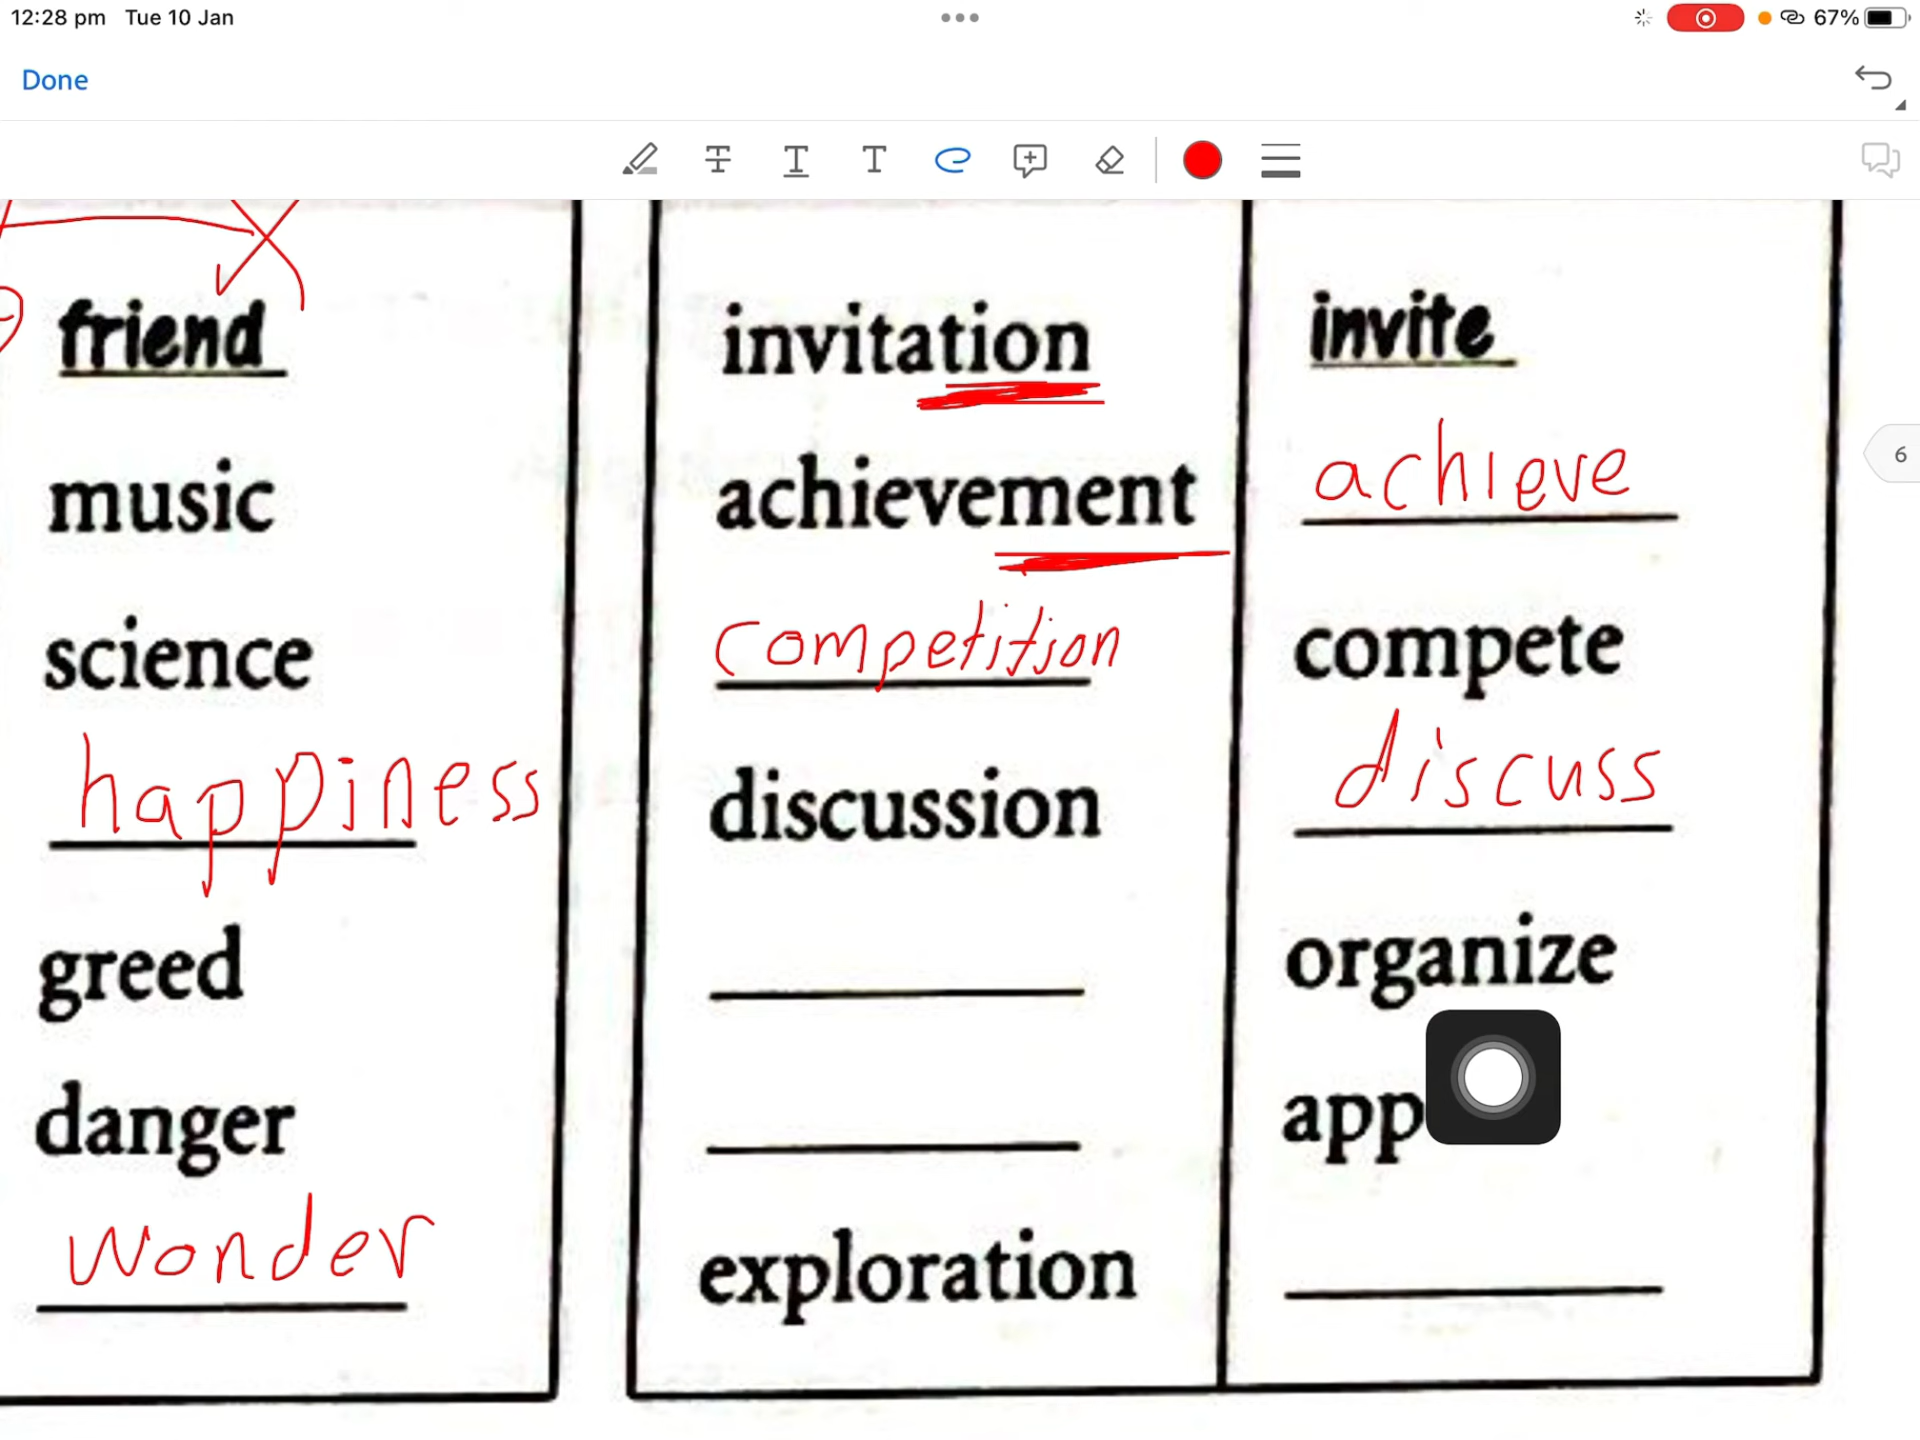 12:28 pm Tue 10 Jan
67%
Done
T T T
6
friend
music
science
happiness
greed
danger
wonder
invitation
achievement
competition
discussion
exploration
invite
achieve
compete
discuss
organize
app